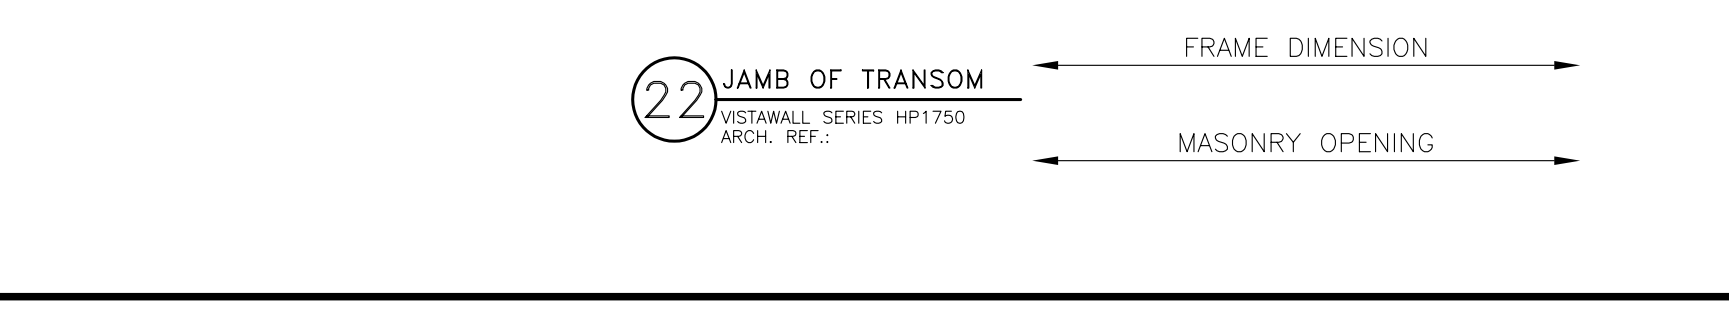 22
JAMB OF TRANSOM
VISTAWALL SERIES HP1750
ARCH. REF.:
FRAME DIMENSION
MASONRY OPENING